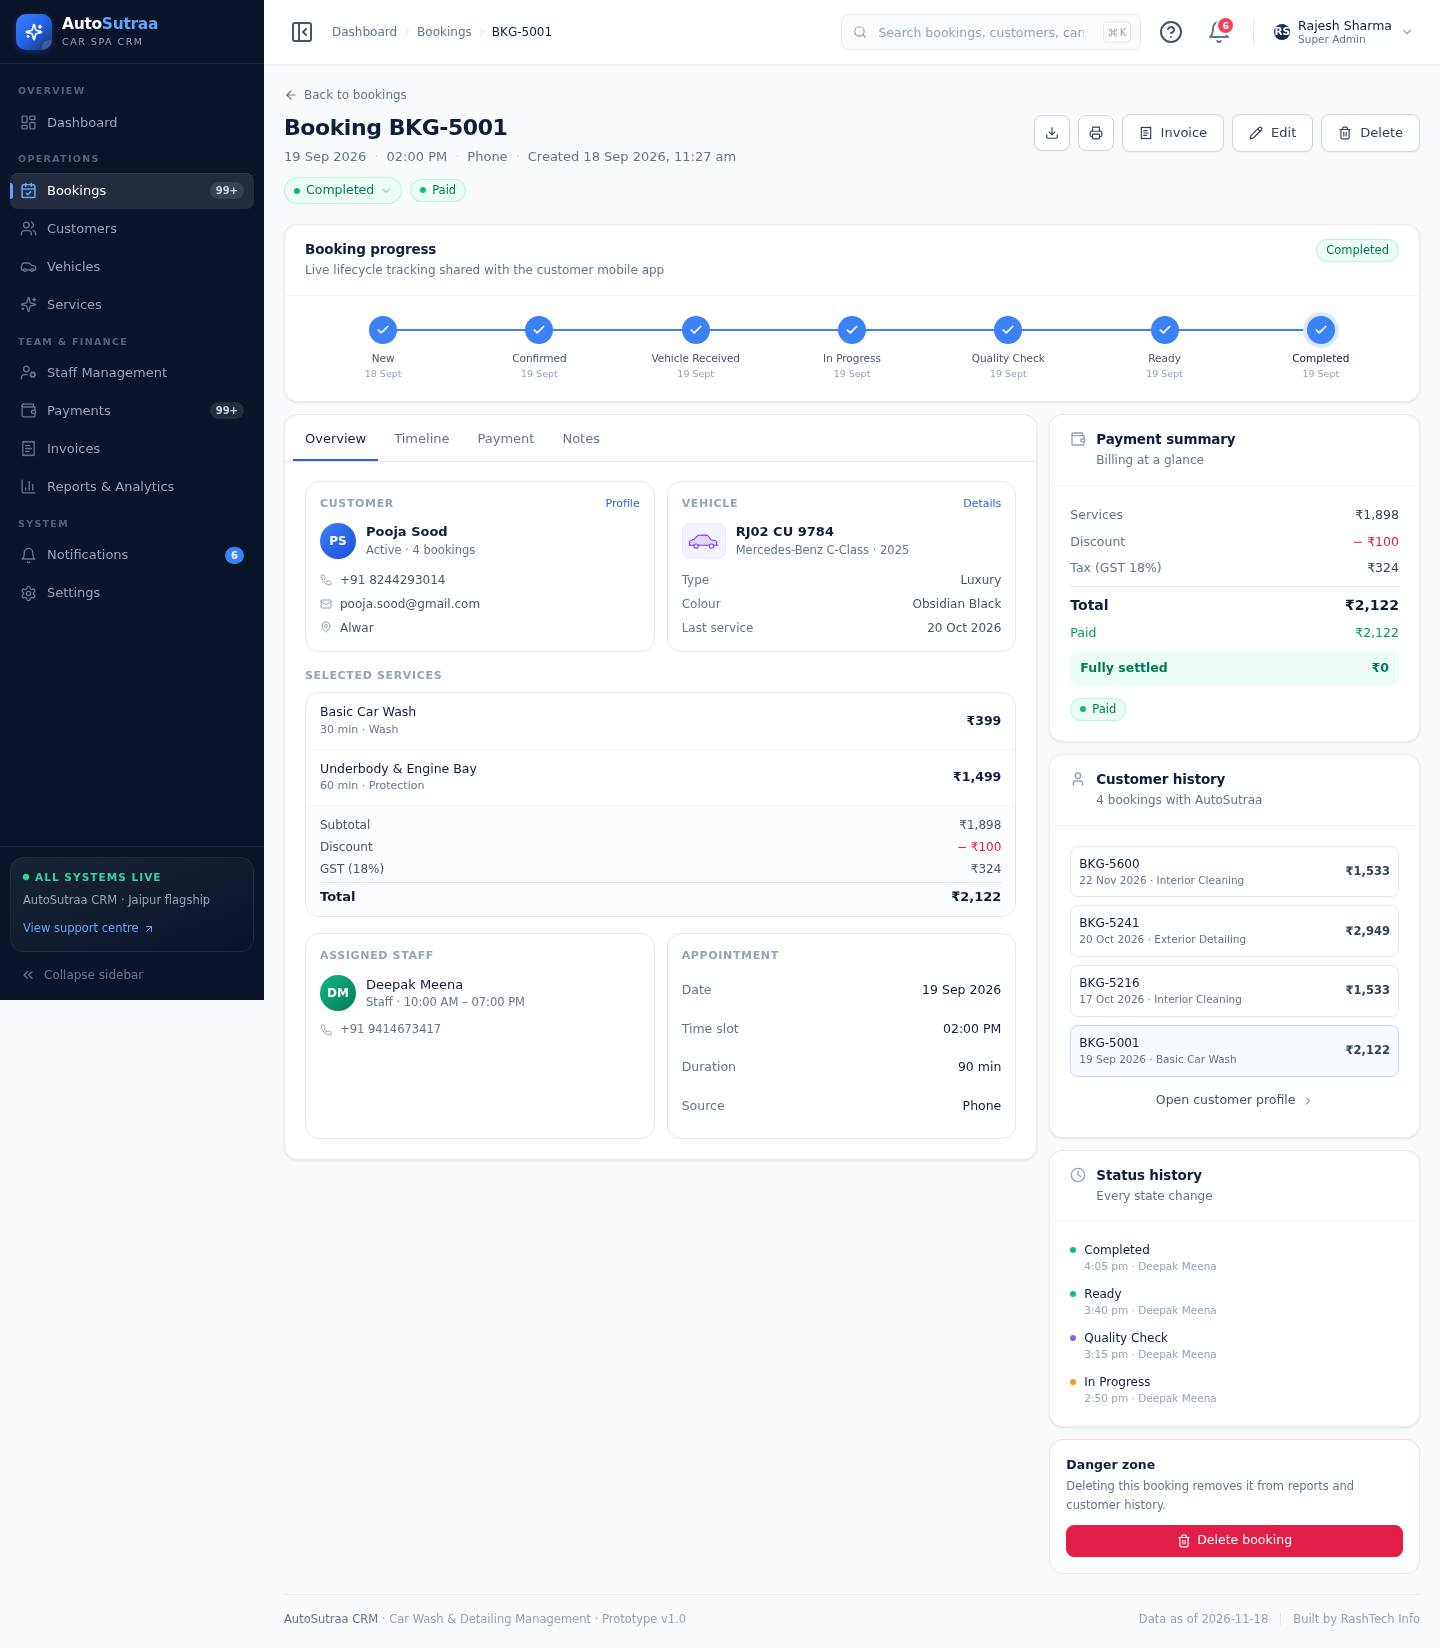 AutoSutraa
CAR SPA CRM
OVERVIEW
Dashboard
OPERATIONS
Bookings 99+
Customers
Vehicles
Services
TEAM & FINANCE
Staff Management
Payments 99+
Invoices
Reports & Analytics
SYSTEM
Notifications 6
Settings
ALL SYSTEMS LIVE
AutoSutraa CRM · Jaipur flagship
View support centre
Collapse sidebar
Dashboard Bookings BKG-5001
Search bookings, customers, car ⌘K
6
RS
Rajesh Sharma
Super Admin
Back to bookings
Booking BKG-5001
19 Sep 2026 · 02:00 PM · Phone · Created 18 Sep 2026, 11:27 am
Completed Paid
Invoice Edit Delete
Booking progress
Live lifecycle tracking shared with the customer mobile app
Completed
New Confirmed Vehicle Received In Progress Quality Check Ready Completed
18 Sept 19 Sept 19 Sept 19 Sept 19 Sept 19 Sept 19 Sept
Overview Timeline Payment Notes
CUSTOMER Profile
PS
Pooja Sood
Active · 4 bookings
+91 8244293014
pooja.sood@gmail.com
Alwar
VEHICLE Details
RJ02 CU 9784
Mercedes-Benz C-Class · 2025
Type Luxury
Colour Obsidian Black
Last service 20 Oct 2026
SELECTED SERVICES
Basic Car Wash
30 min · Wash
₹399
Underbody & Engine Bay
60 min · Protection
₹1,499
Subtotal ₹1,898
Discount − ₹100
GST (18%) ₹324
Total ₹2,122
ASSIGNED STAFF
DM
Deepak Meena
Staff · 10:00 AM – 07:00 PM
+91 9414673417
APPOINTMENT
Date 19 Sep 2026
Time slot 02:00 PM
Duration 90 min
Source Phone
Payment summary
Billing at a glance
Services ₹1,898
Discount − ₹100
Tax (GST 18%) ₹324
Total ₹2,122
Paid ₹2,122
Fully settled ₹0
Paid
Customer history
4 bookings with AutoSutraa
BKG-5600
22 Nov 2026 · Interior Cleaning
₹1,533
BKG-5241
20 Oct 2026 · Exterior Detailing
₹2,949
BKG-5216
17 Oct 2026 · Interior Cleaning
₹1,533
BKG-5001
19 Sep 2026 · Basic Car Wash
₹2,122
Open customer profile
Status history
Every state change
Completed
4:05 pm · Deepak Meena
Ready
3:40 pm · Deepak Meena
Quality Check
3:15 pm · Deepak Meena
In Progress
2:50 pm · Deepak Meena
Danger zone
Deleting this booking removes it from reports and
customer history.
Delete booking
AutoSutraa CRM · Car Wash & Detailing Management · Prototype v1.0
Data as of 2026-11-18 Built by RashTech Info